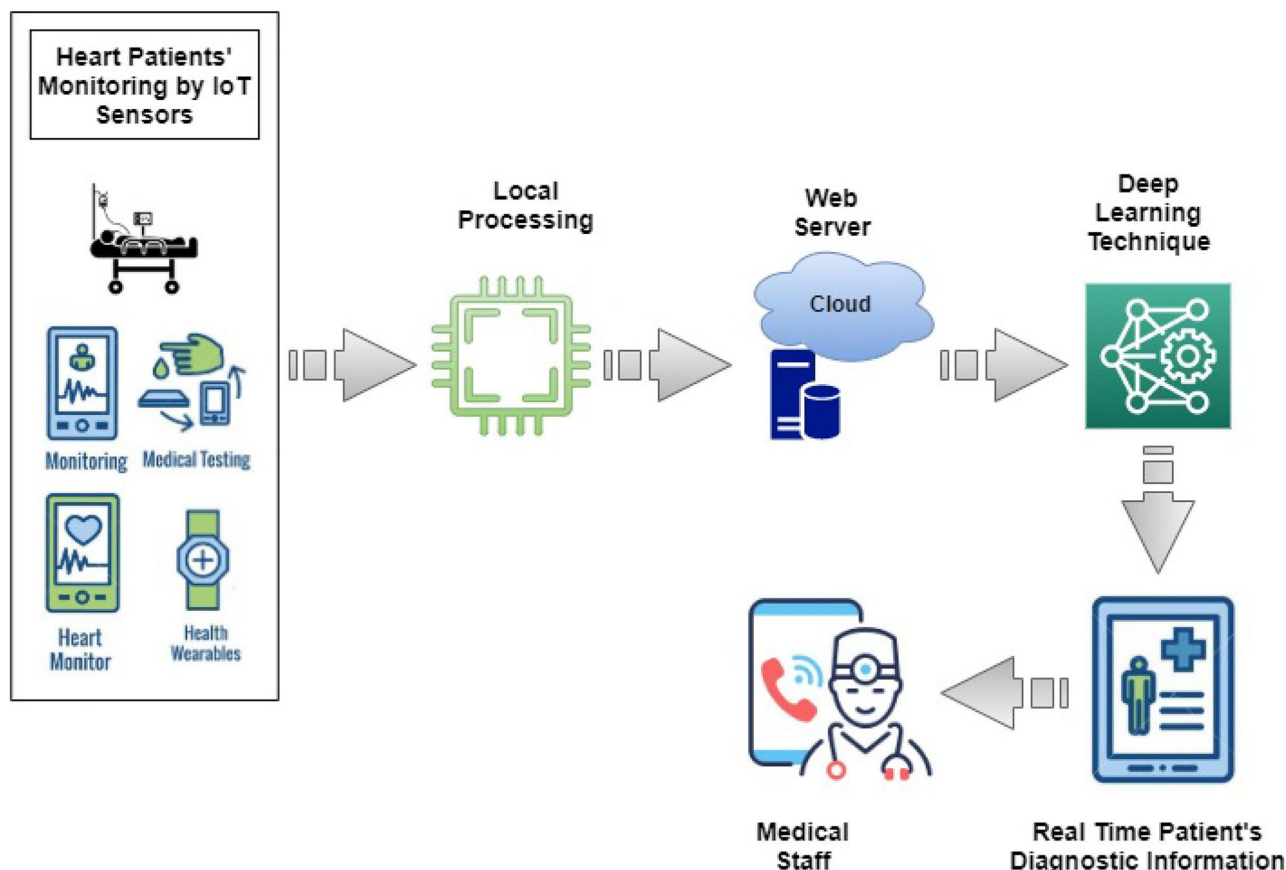 Heart Patients'
Monitoring by IoT
Sensors
Monitoring
Medical Testing
Heart
Monitor
Health
Wearables
Local
Processing
Web
Server
Cloud
Deep
Learning
Technique
Real Time Patient's
Diagnostic Information
Medical
Staff